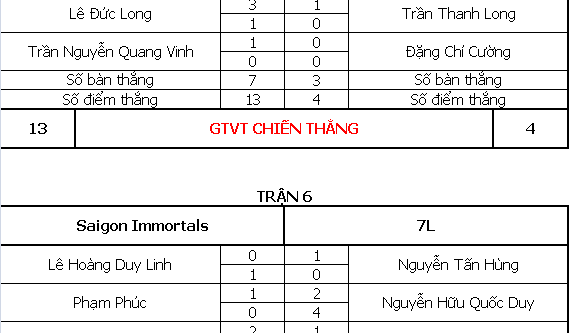 3 1
Lê Đức Long Trần Thanh Long
1 0
1 0
Trần Nguyễn Quang Vinh Đặng Chí Cường
0 0
Số bàn thắng 7 3 Số bàn thắng
Số điểm thắng 13 4 Số điểm thắng
13 GTVT CHIẾN THẮNG 4
TRẬN 6
Saigon Immortals 7L
0 1
Lê Hoàng Duy Linh Nguyễn Tấn Hùng
1 0
1 2
Phạm Phúc Nguyễn Hữu Quốc Duy
0 4
2 1